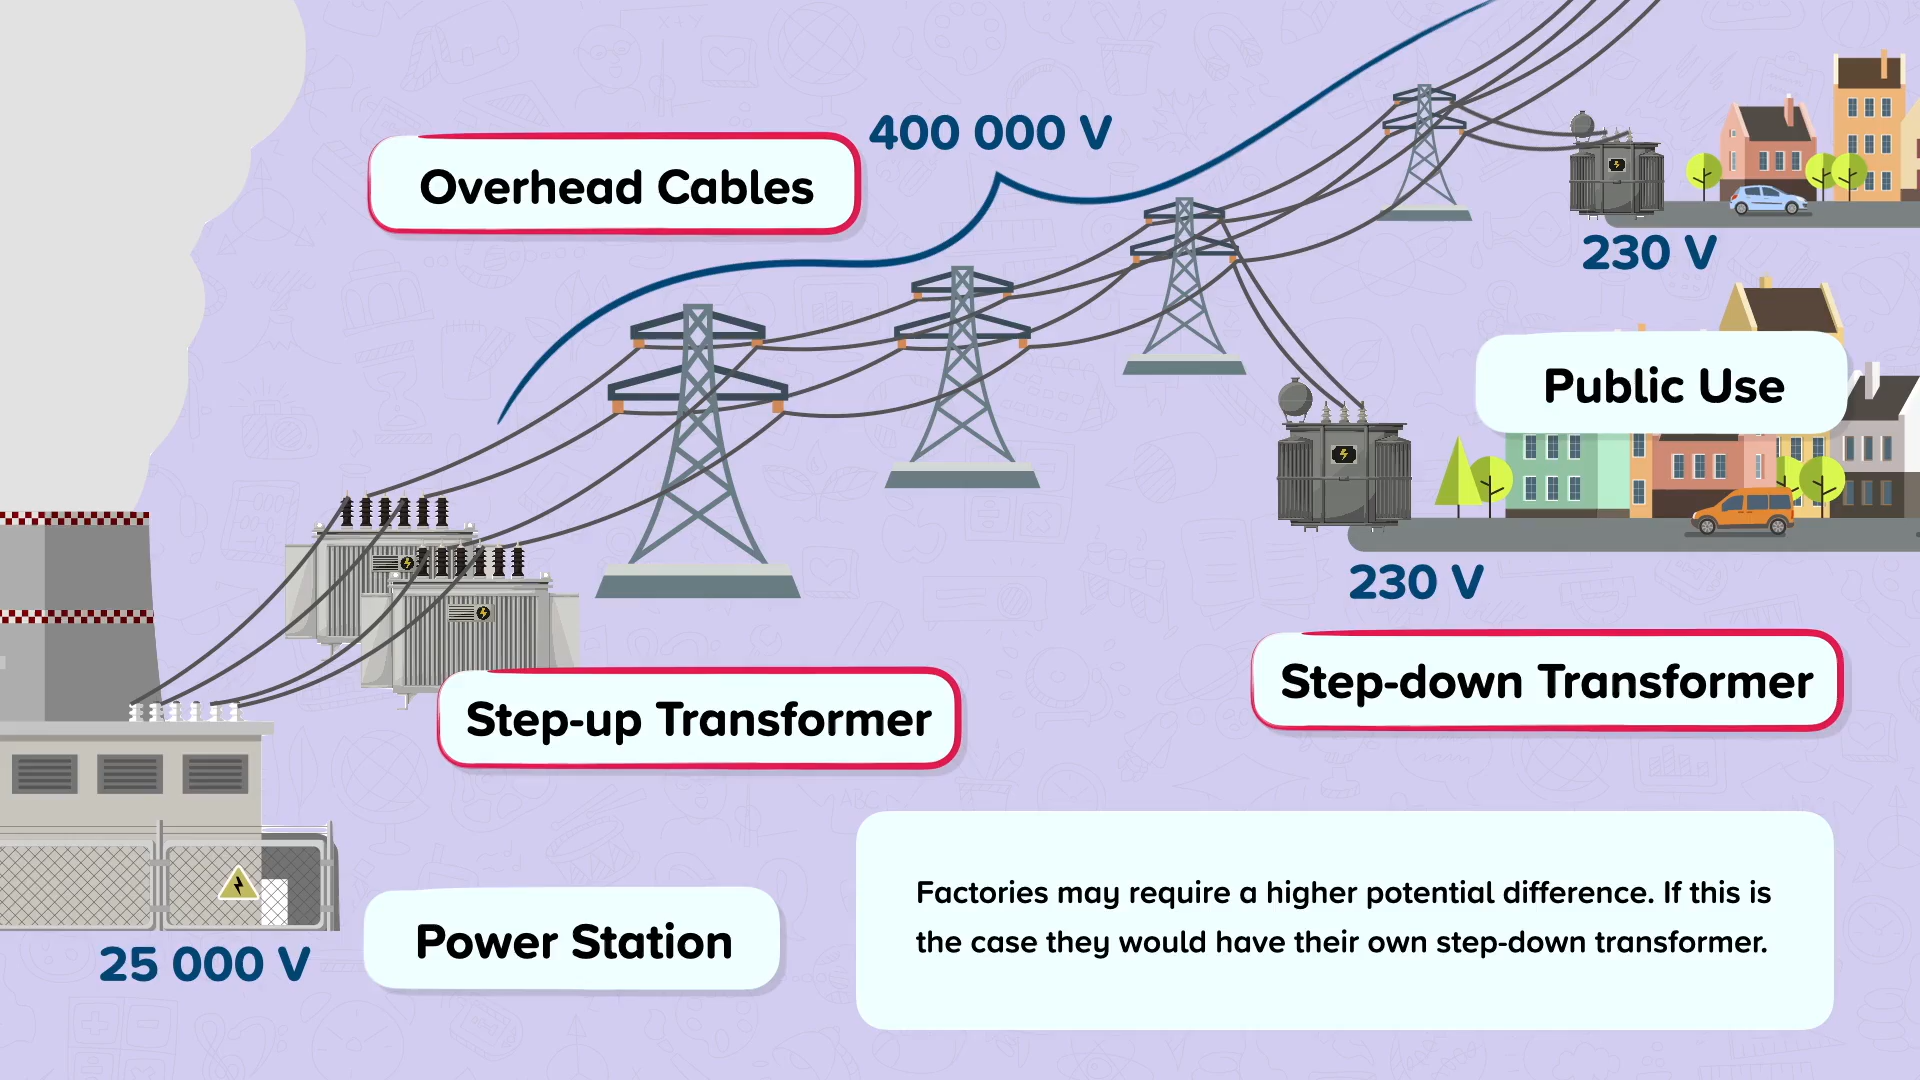 400 000 V
Overhead Cables
230 V
Public Use
230 V
Step-down Transformer
Step-up Transformer
Factories may require a higher potential difference. If this is
the case they would have their own step-down transformer.
Power Station
25 000 V